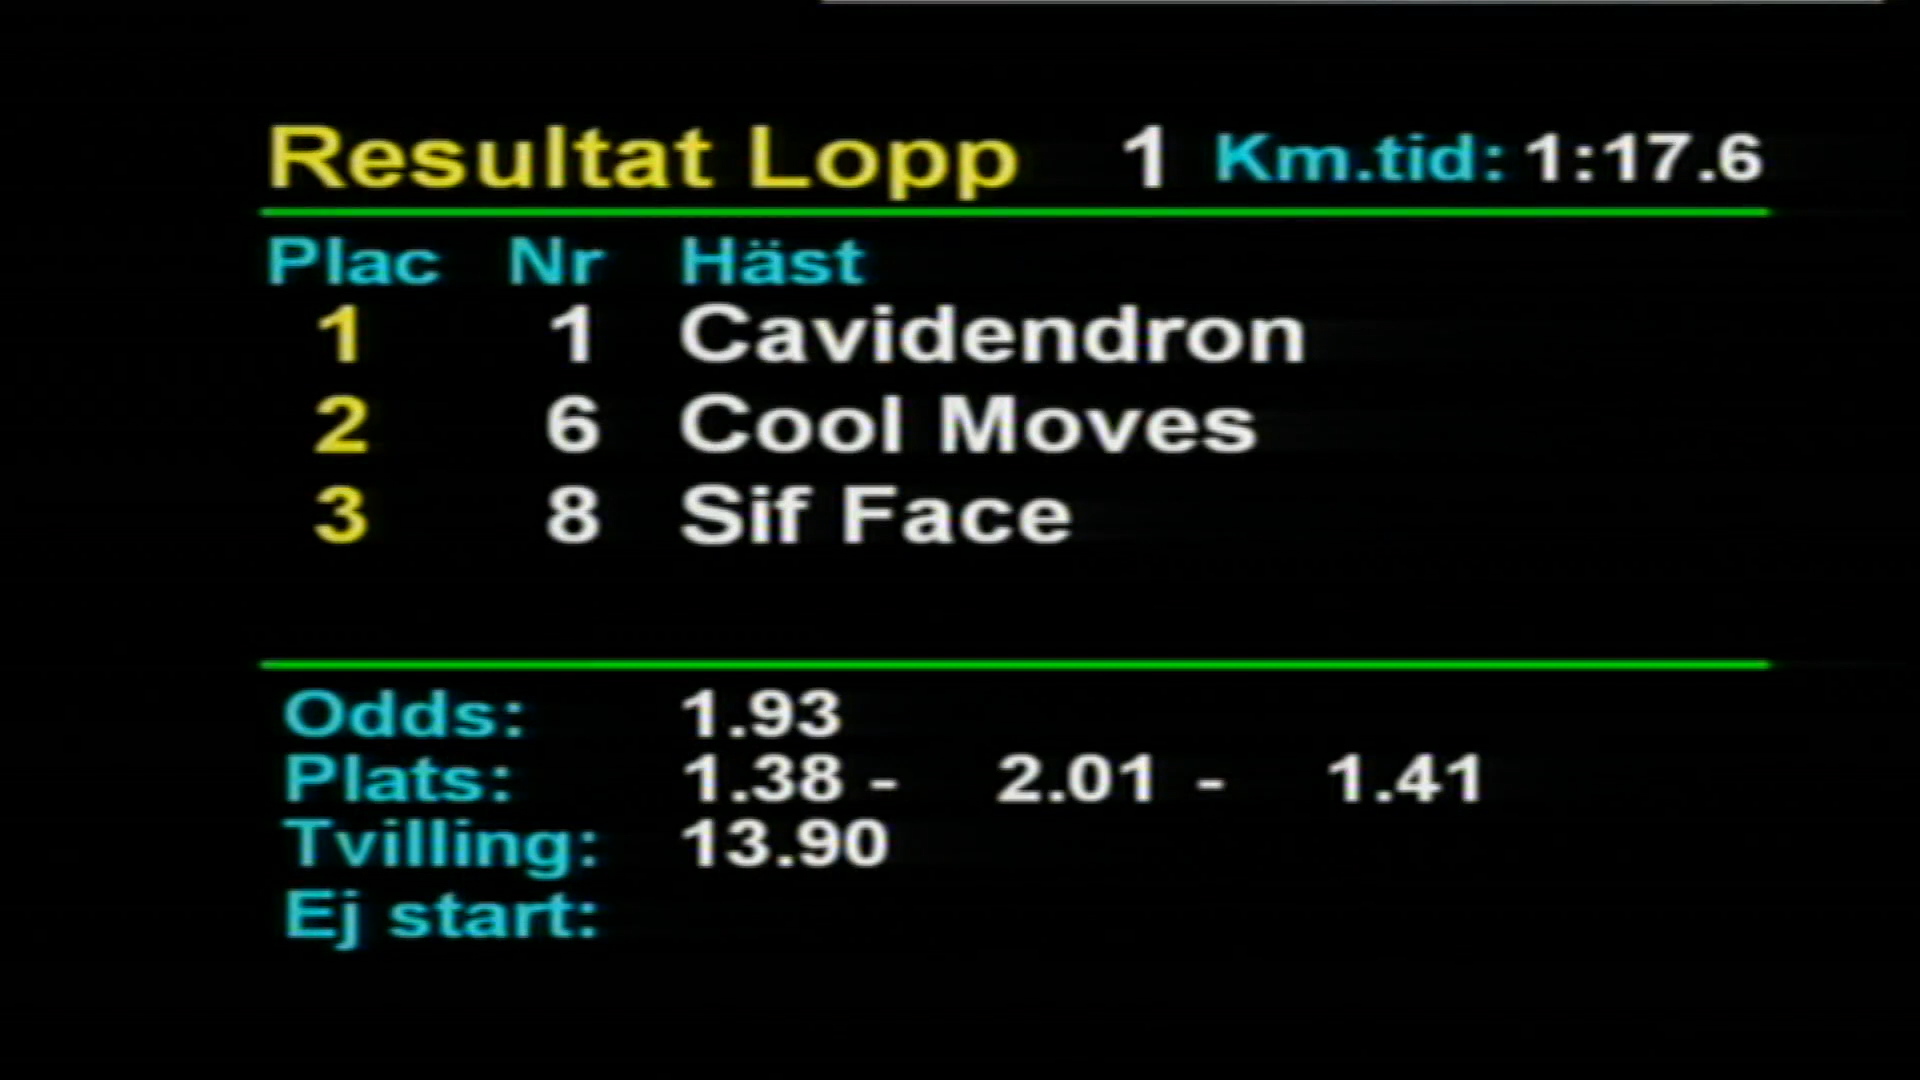 Resultat Lopp 1 Km.tid: 1:17.6
Plac Nr Häst
1 1 Cavidendron
2 6 Cool Moves
3 8 Sif Face
Odds: 1.93
Plats: 1.38 - 2.01 - 1.41
Tvilling: 13.90
Ej start: